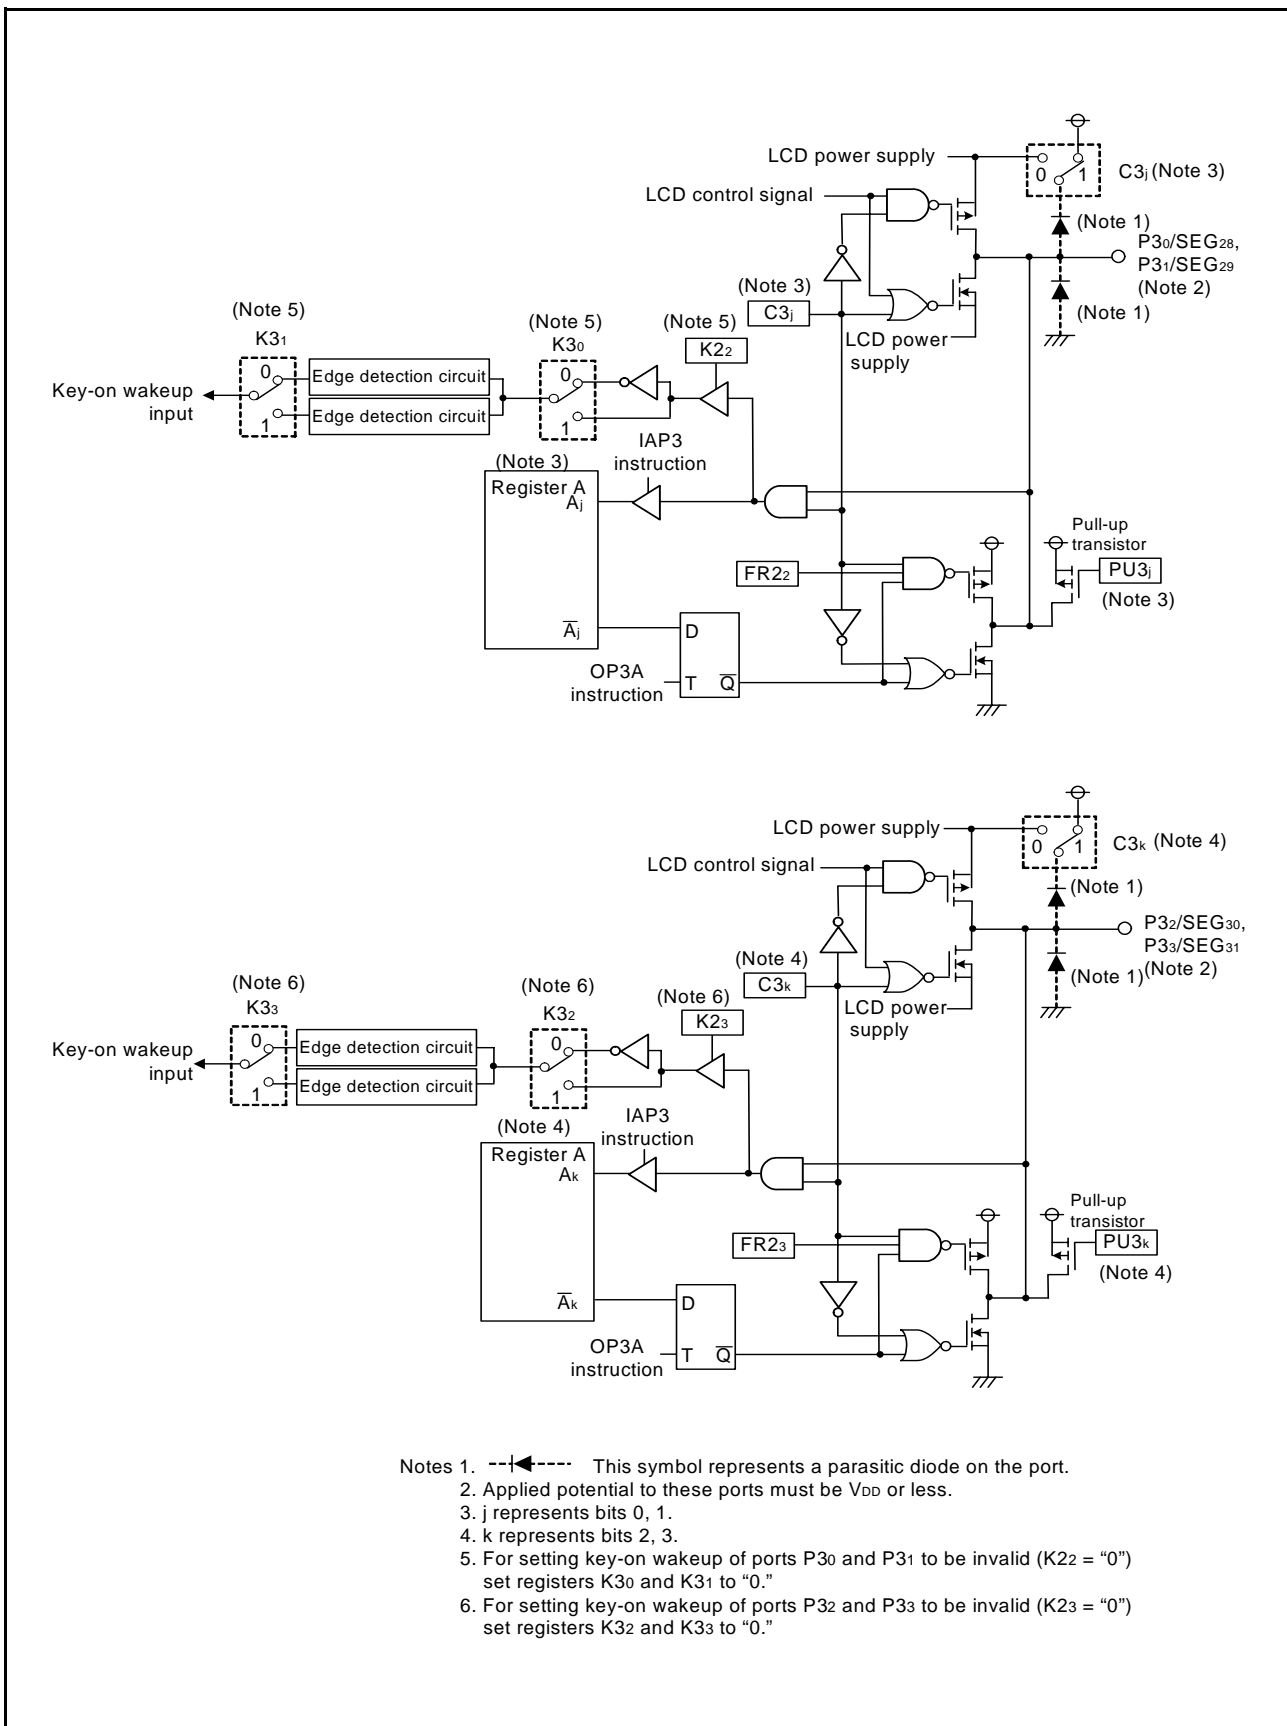 LCD power supply
0 1
C3j (Note 3)
LCD control signal
(Note 1)
P30/SEG28,
P31/SEG29
(Note 2)
(Note 1)
(Note 3)
C3j
LCD power
supply
(Note 5)
K31
0
1
Key-on wakeup
input
Edge detection circuit
Edge detection circuit
(Note 5)
K30
0
1
(Note 5)
K22
IAP3
instruction
(Note 3)
Register A
Aj
Pull-up
transistor
FR22
PU3j
(Note 3)
A̅j
D
T Q̅
OP3A
instruction
LCD power supply
0 1
C3k (Note 4)
LCD control signal
(Note 1)
P32/SEG30,
P33/SEG31
(Note 2)
(Note 1)
(Note 4)
C3k
LCD power
supply
(Note 6)
K33
0
1
Key-on wakeup
input
Edge detection circuit
Edge detection circuit
(Note 6)
K32
0
1
(Note 6)
K23
IAP3
instruction
(Note 4)
Register A
Ak
Pull-up
transistor
FR23
PU3k
(Note 4)
A̅k
D
T Q̅
OP3A
instruction
Notes 1. This symbol represents a parasitic diode on the port.
2. Applied potential to these ports must be VDD or less.
3. j represents bits 0, 1.
4. k represents bits 2, 3.
5. For setting key-on wakeup of ports P30 and P31 to be invalid (K22 = “0”)
set registers K30 and K31 to “0.”
6. For setting key-on wakeup of ports P32 and P33 to be invalid (K23 = “0”)
set registers K32 and K33 to “0.”